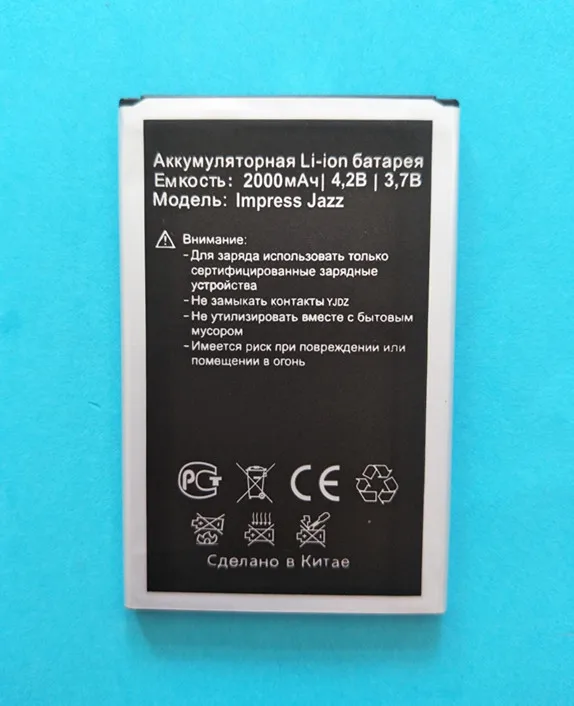 Аккумуляторная Li-ion батарея
Емкость: 2000мАч| 4,2В | 3,7В
Модель: Impress Jazz
Внимание:
-Для заряда использовать только
сертифицированные зарядные
устройства
-Не замыкать контакты YJDZ
-Не утилизировать вместе с бытовым
мусором
-Имеется риск при повреждении или
помещении в огонь
РСТ CE
Сделано в Китае